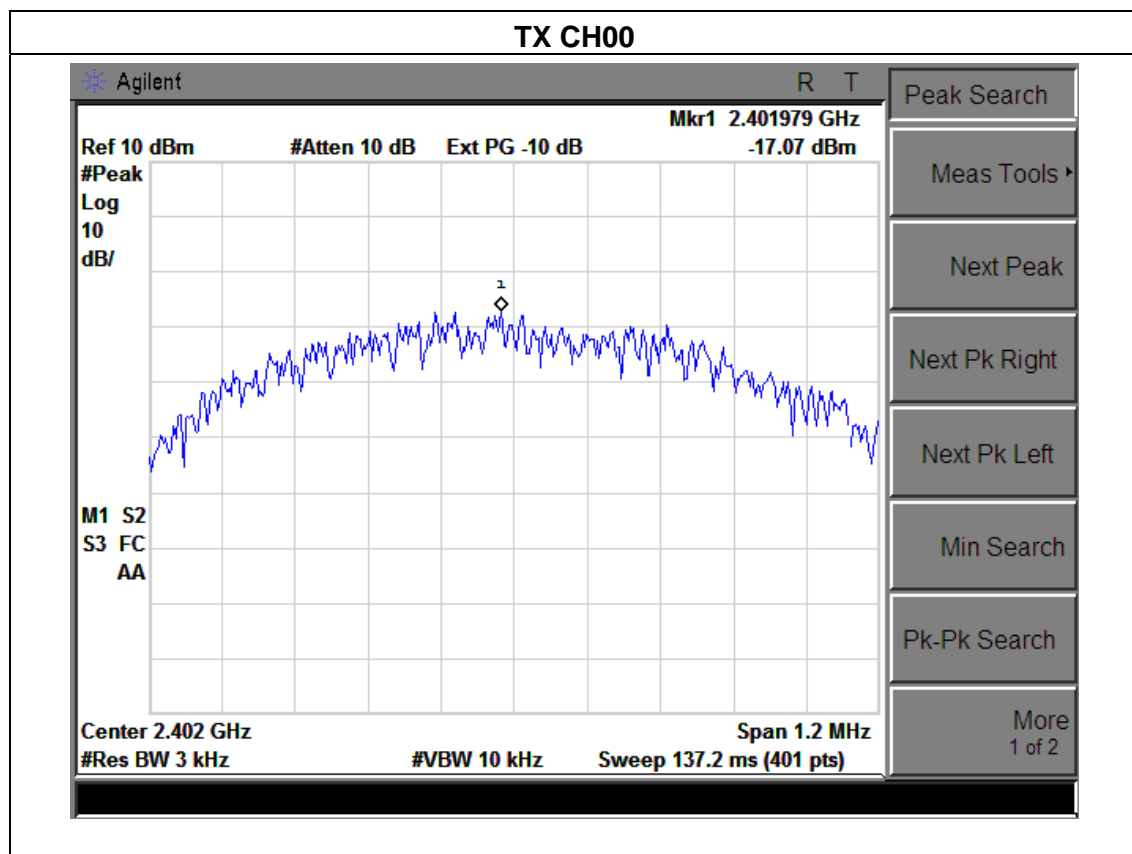 TX CH00
Agilent R T
Peak Search
Mkr1 2.401979 GHz
Ref 10 dBm #Atten 10 dB Ext PG -10 dB -17.07 dBm
#Peak
Log
10
dB/
1
M1 S2
S3 FC
AA
Center 2.402 GHz Span 1.2 MHz
#Res BW 3 kHz #VBW 10 kHz Sweep 137.2 ms (401 pts)
Meas Tools
Next Peak
Next Pk Right
Next Pk Left
Min Search
Pk-Pk Search
More
1 of 2